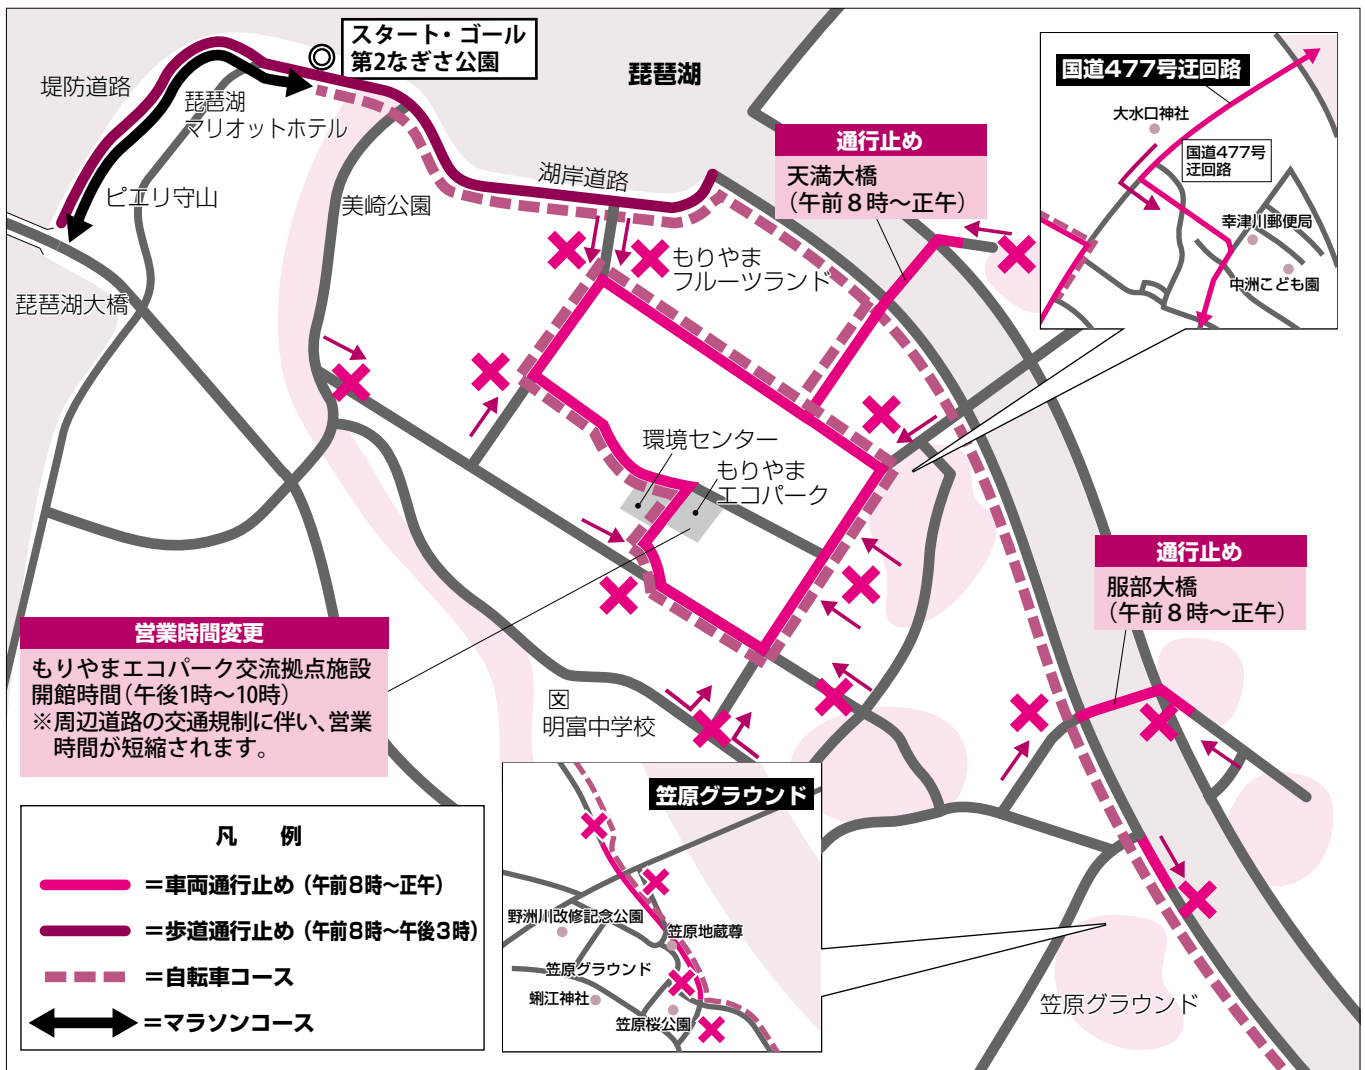 スタート・ゴール
第2なぎさ公園
琵琶湖
堤防道路
琵琶湖
マリオットホテル
ピエリ守山
美崎公園
湖岸道路
琵琶湖大橋
もりやま
フルーツランド
通行止め
天満大橋
(午前8時～正午)
国道477号迂回路
大水口神社
国道477号
迂回路
幸津川郵便局
中洲こども園
環境センター
もりやま
エコパーク
通行止め
服部大橋
(午前8時～正午)
営業時間変更
もりやまエコパーク交流拠点施設
開館時間(午後1時～10時)
※周辺道路の交通規制に伴い、営業
時間が短縮されます。
文
明富中学校
笠原グラウンド
野洲川改修記念公園
笠原地蔵尊
笠原グラウンド
蜊江神社
笠原桜公園
笠原グラウンド
凡 例
=車両通行止め (午前8時～正午)
=歩道通行止め (午前8時～午後3時)
=自転車コース
=マラソンコース